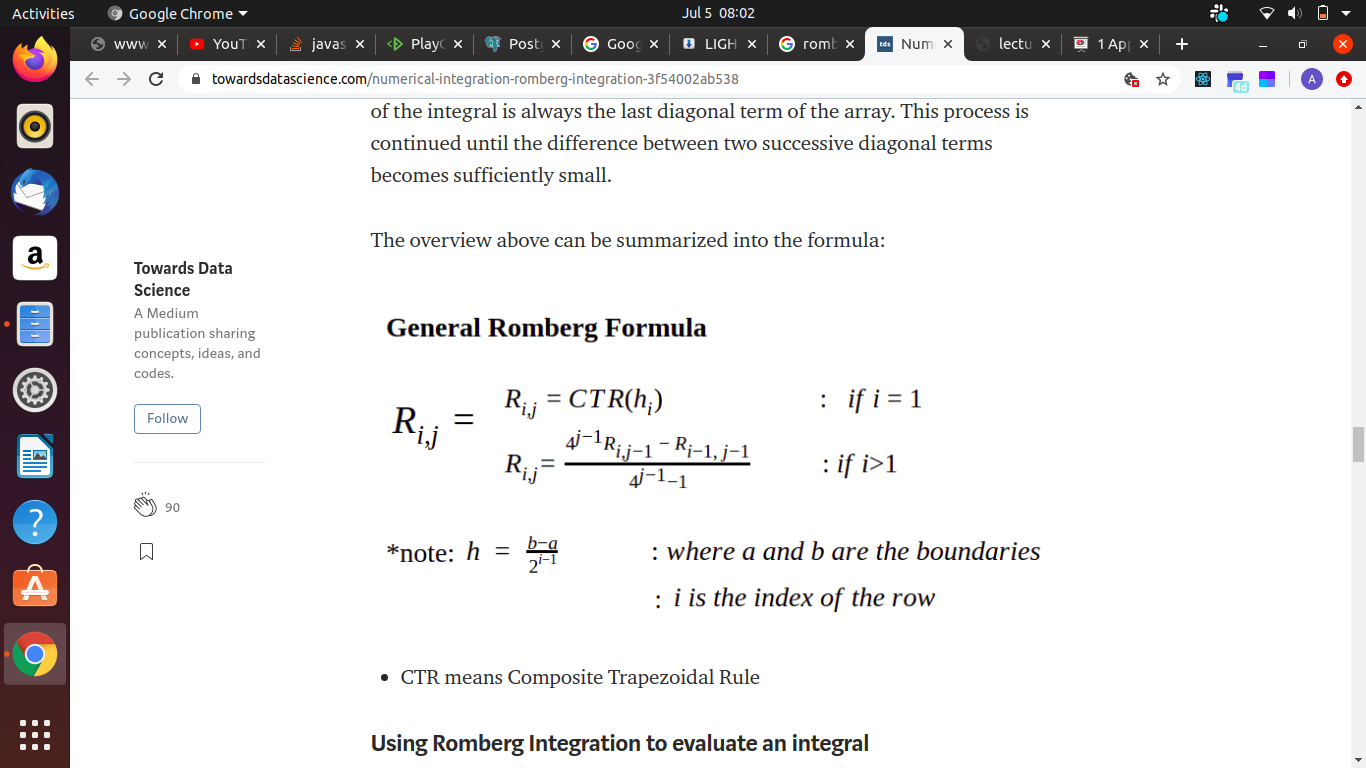 Activities
Google Chrome
Jul 5 08:02
www
YouT
javas
PlayC
Post
Goog
LIGH
romb
tds
Num
lectu
1 Ap
towardsdatascience.com/numerical-integration-romberg-integration-3f54002ab538
4d
A
of the integral is always the last diagonal term of the array. This process is
continued until the difference between two successive diagonal terms
becomes sufficiently small.
The overview above can be summarized into the formula:
Towards Data
Science
A Medium
publication sharing
concepts, ideas, and
codes.
Follow
90
General Romberg Formula
R_{i,j} =
R_{i,j} = CTR(h_i) : if i = 1
R_{i,j} = \frac{4^{j-1}R_{i,j-1} - R_{i-1, j-1}}{4^{j-1}-1} : if i>1
*note: h = \frac{b-a}{2^{i-1}} : where a and b are the boundaries
: i is the index of the row
• CTR means Composite Trapezoidal Rule
Using Romberg Integration to evaluate an integral